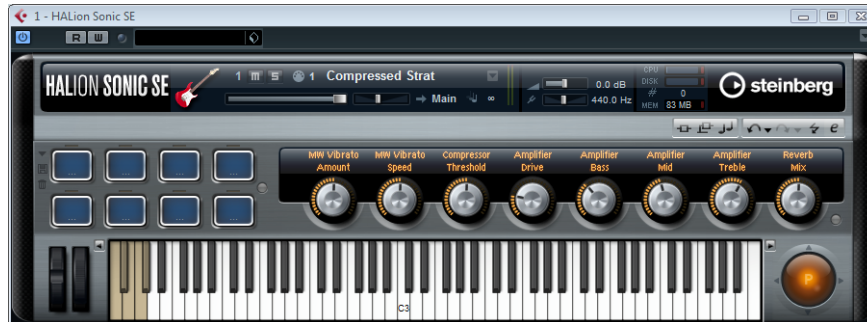 1 - HALion Sonic SE
R W
HALION SONIC SE
1 m s 1 Compressed Strat
Main ∞
0.0 dB
440.0 Hz
CPU
DISK
# 0
MEM 83 MB
steinberg
e
MW Vibrato Amount
MW Vibrato Speed
Compressor Threshold
Amplifier Drive
Amplifier Bass
Amplifier Mid
Amplifier Treble
Reverb Mix
... ... ... ...
... ... ... ...
C3
P